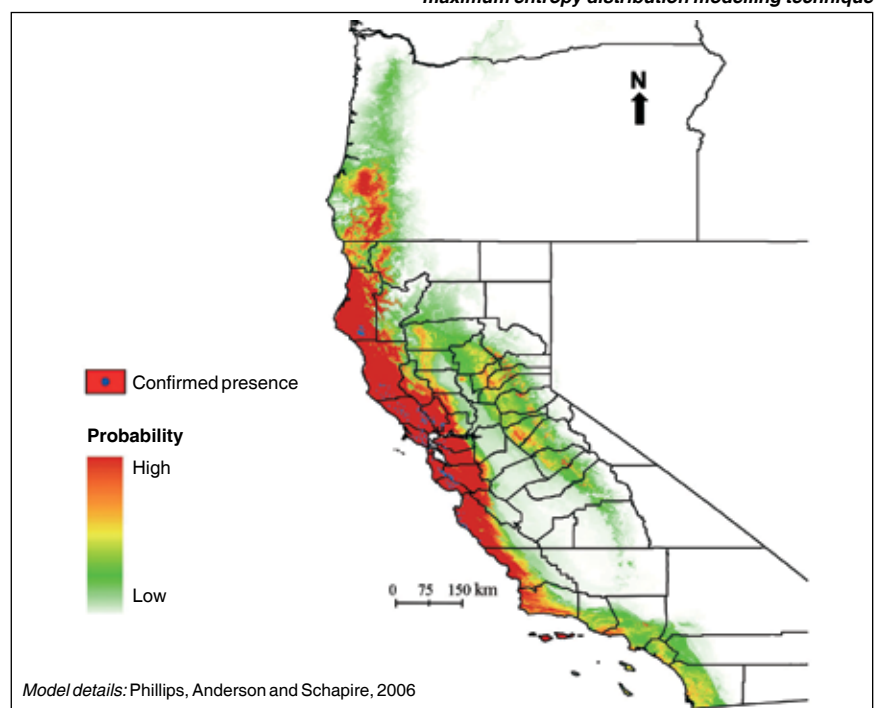 maximum entropy distribution modelling technique
N
Confirmed presence
Probability
High
Low
0 75 150 km
Model details: Phillips, Anderson and Schapire, 2006